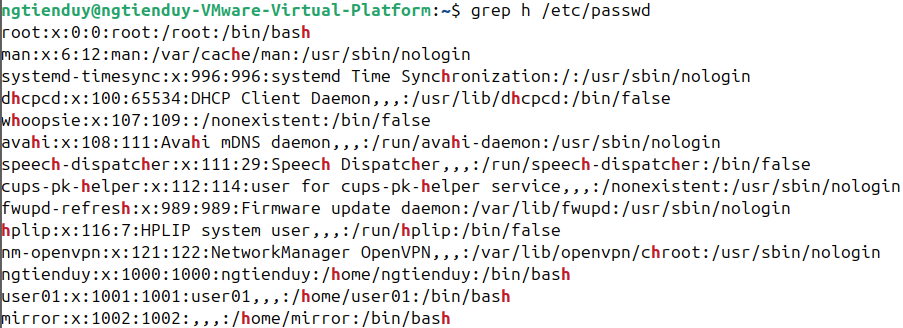 ngtienduy@ngtienduy-VMware-Virtual-Platform:~$ grep h /etc/passwd
root:x:0:0:root:/root:/bin/bash
man:x:6:12:man:/var/cache/man:/usr/sbin/nologin
systemd-timesync:x:996:996:systemd Time Synchronization:/:/usr/sbin/nologin
dhcpcd:x:100:65534:DHCP Client Daemon,,,:/usr/lib/dhcpcd:/bin/false
whoopsie:x:107:109::/nonexistent:/bin/false
avahi:x:108:111:Avahi mDNS daemon,,,:/run/avahi-daemon:/usr/sbin/nologin
speech-dispatcher:x:111:29:Speech Dispatcher,,,:/run/speech-dispatcher:/bin/false
cups-pk-helper:x:112:114:user for cups-pk-helper service,,,:/nonexistent:/usr/sbin/nologin
fwupd-refresh:x:989:989:Firmware update daemon:/var/lib/fwupd:/usr/sbin/nologin
hplip:x:116:7:HPLIP system user,,,:/run/hplip:/bin/false
nm-openvpn:x:121:122:NetworkManager OpenVPN,,,:/var/lib/openvpn/chroot:/usr/sbin/nologin
ngtienduy:x:1000:1000:ngtienduy:/home/ngtienduy:/bin/bash
user01:x:1001:1001:user01,,,:/home/user01:/bin/bash
mirror:x:1002:1002:,,,:/home/mirror:/bin/bash